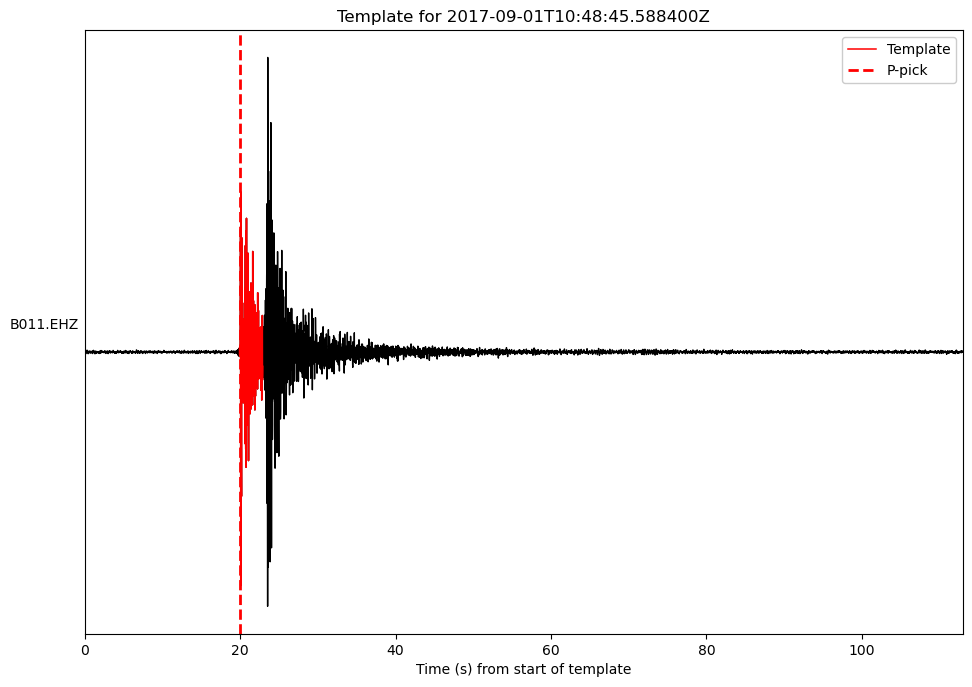 Template for 2017-09-01T10:48:45.588400Z
Template
P-pick
B011.EHZ
0 20 40 60 80 100
Time (s) from start of template